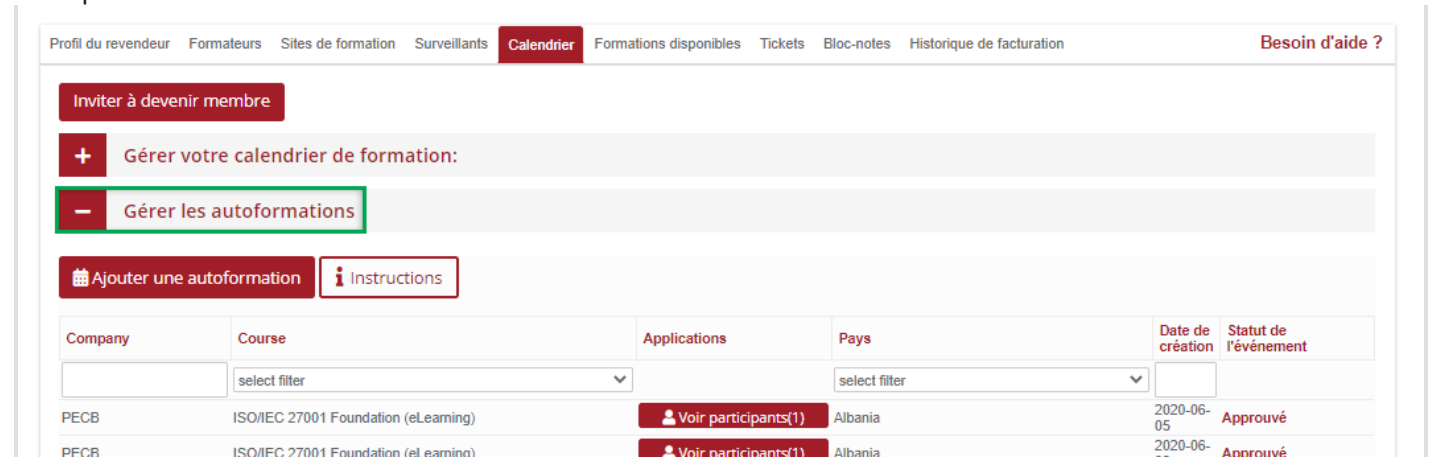 Profil du revendeur Formateurs Sites de formation Surveillants Calendrier Formations disponibles Tickets Bloc-notes Historique de facturation Besoin d'aide ?
Inviter à devenir membre
+ Gérer votre calendrier de formation:
− Gérer les autoformations
Ajouter une autoformation Instructions
Company Course Applications Pays Date de création Statut de l'événement
select filter select filter
PECB ISO/IEC 27001 Foundation (eLearning) Voir participants(1) Albania 2020-06-05 Approuvé
PECB ISO/IEC 27001 Foundation (eLearning) Voir participants(1) Albania 2020-06- Approuvé